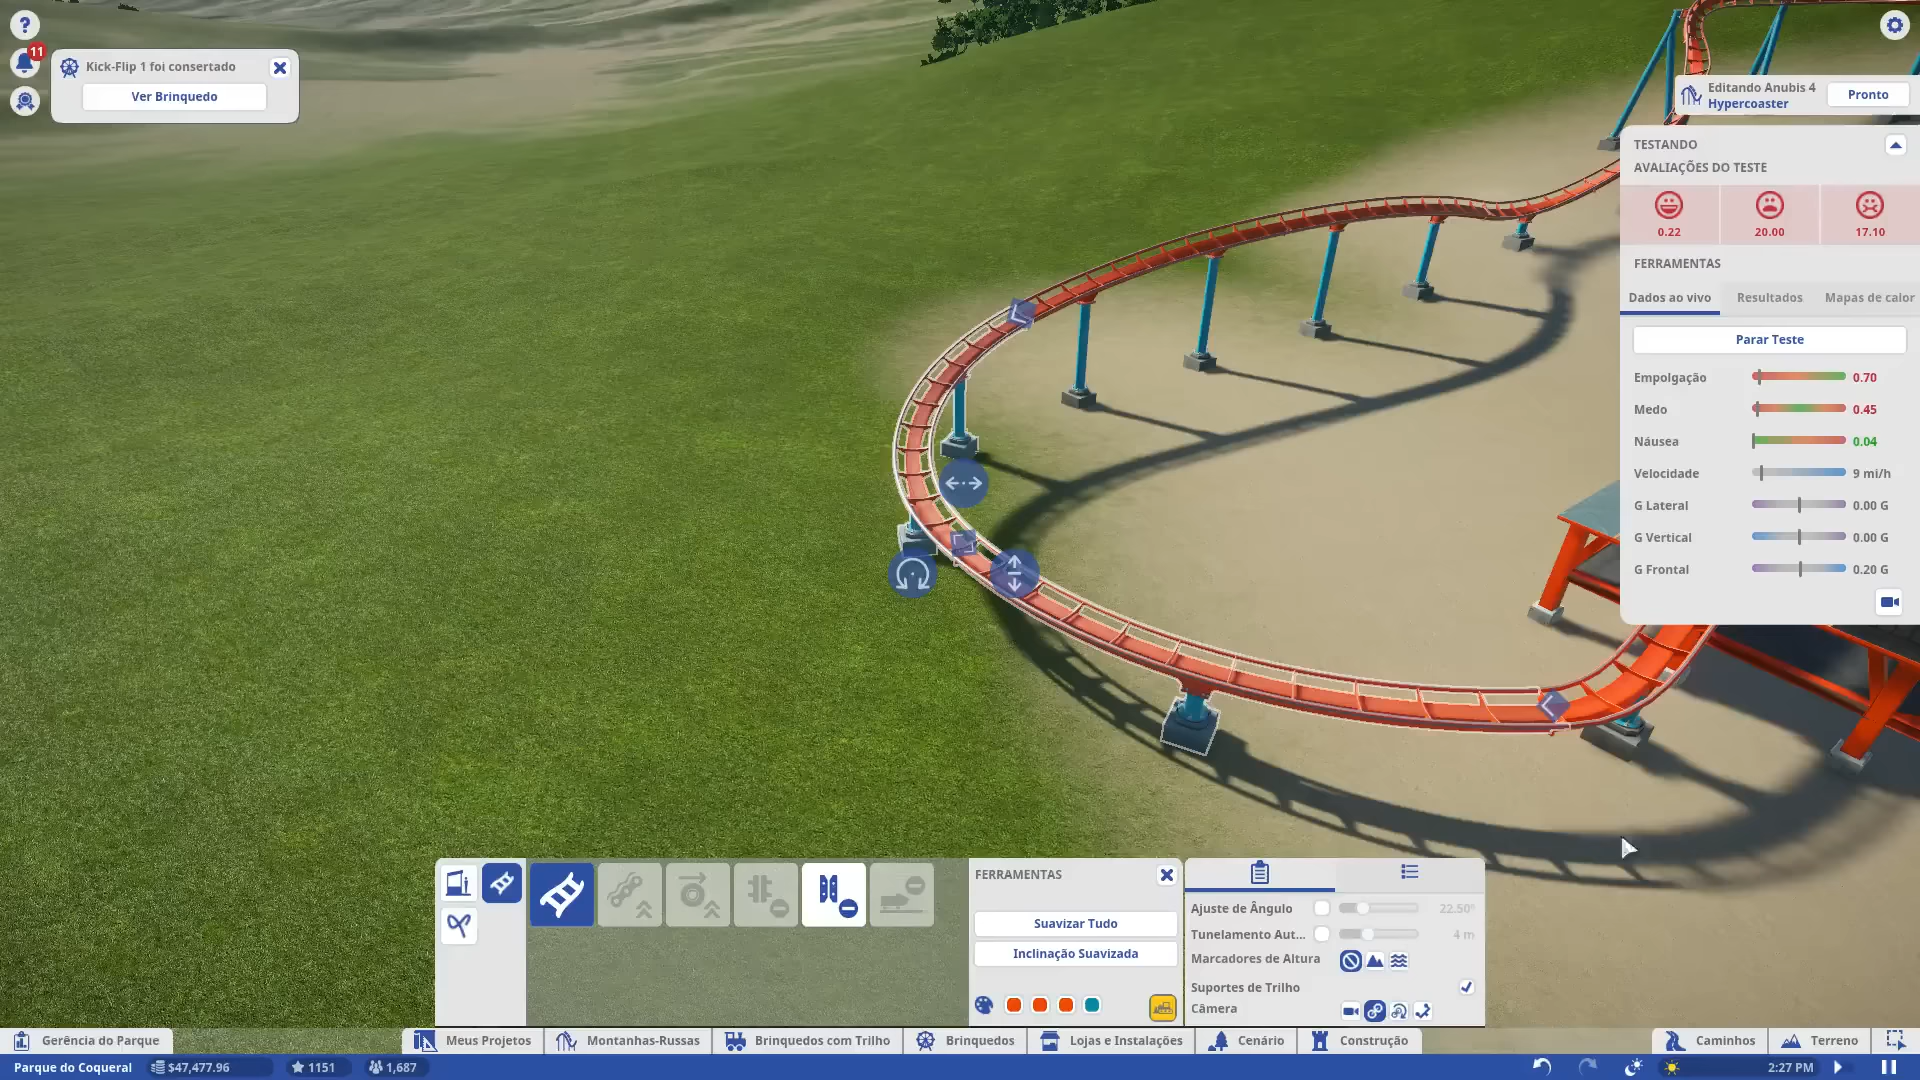 ?
11
Kick-Flip 1 foi consertado
Ver Brinquedo
Editando Anubis 4
Hypercoaster
Pronto
TESTANDO
AVALIAÇÕES DO TESTE
0.22
20.00
17.10
FERRAMENTAS
Dados ao vivo
Resultados
Mapas de calor
Parar Teste
Empolgação 0.70
Medo 0.45
Náusea 0.04
Velocidade 9 mi/h
G Lateral 0.00 G
G Vertical 0.00 G
G Frontal 0.20 G
FERRAMENTAS
Suavizar Tudo
Inclinação Suavizada
Ajuste de Ângulo 22.50°
Tunelamento Aut... 4 m
Marcadores de Altura
Suportes de Trilho
Câmera
Gerência do Parque
Meus Projetos
Montanhas-Russas
Brinquedos com Trilho
Brinquedos
Lojas e Instalações
Cenário
Construção
Caminhos
Terreno
Parque do Coqueral
$47,477.96
1151
1,687
2:27 PM